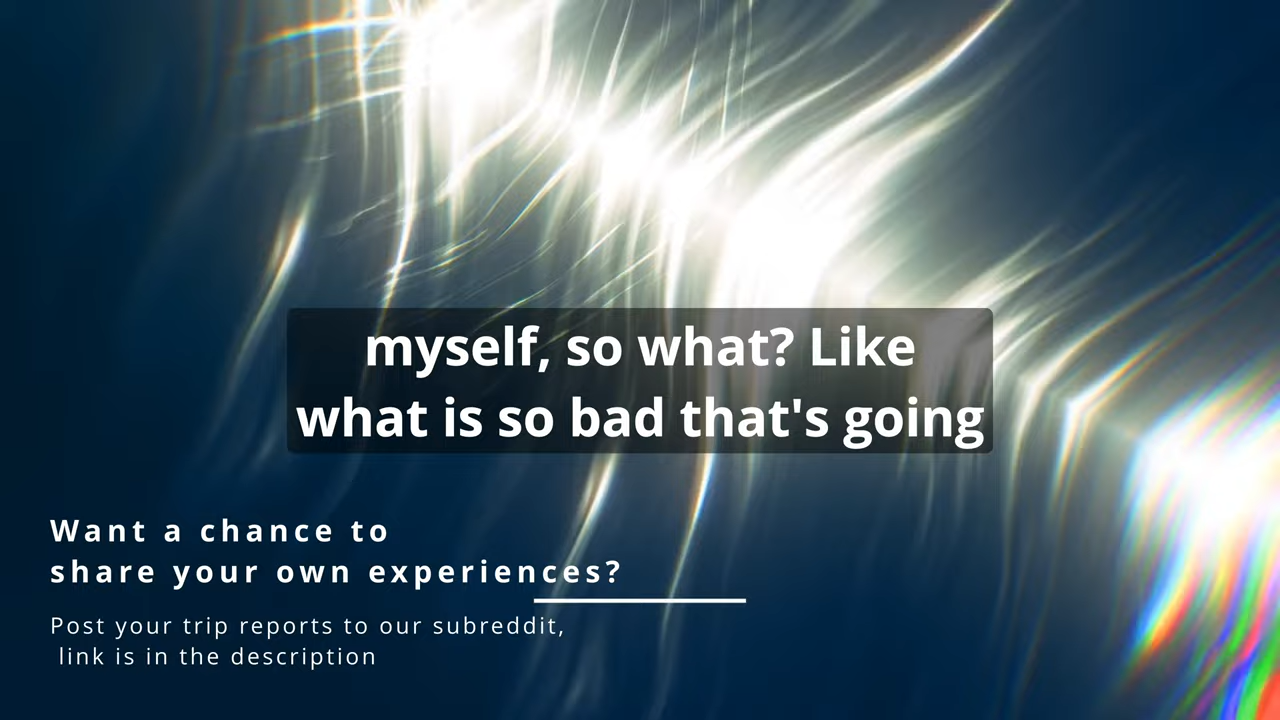 myself, so what? Like
what is so bad that's going
Want a chance to
share your own experiences?
Post your trip reports to our subreddit,
link is in the description